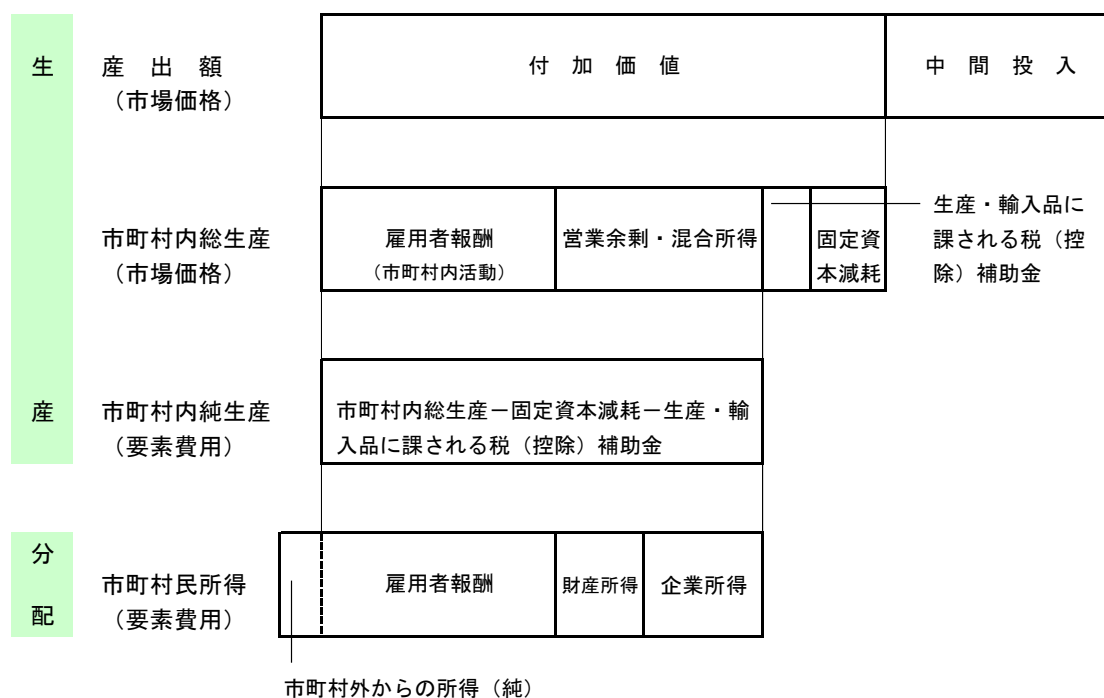 生
産
産　出　額
（市場価格）
付　加　価　値
中　間　投　入
市町村内総生産
（市場価格）
雇用者報酬
（市町村内活動）
営業余剰・混合所得
固定資
本減耗
生産・輸入品に
課される税（控
除）補助金
市町村内純生産
（要素費用）
市町村内総生産－固定資本減耗－生産・輸
入品に課される税（控除）補助金
分
配
市町村民所得
（要素費用）
雇用者報酬
財産所得
企業所得
市町村外からの所得（純）